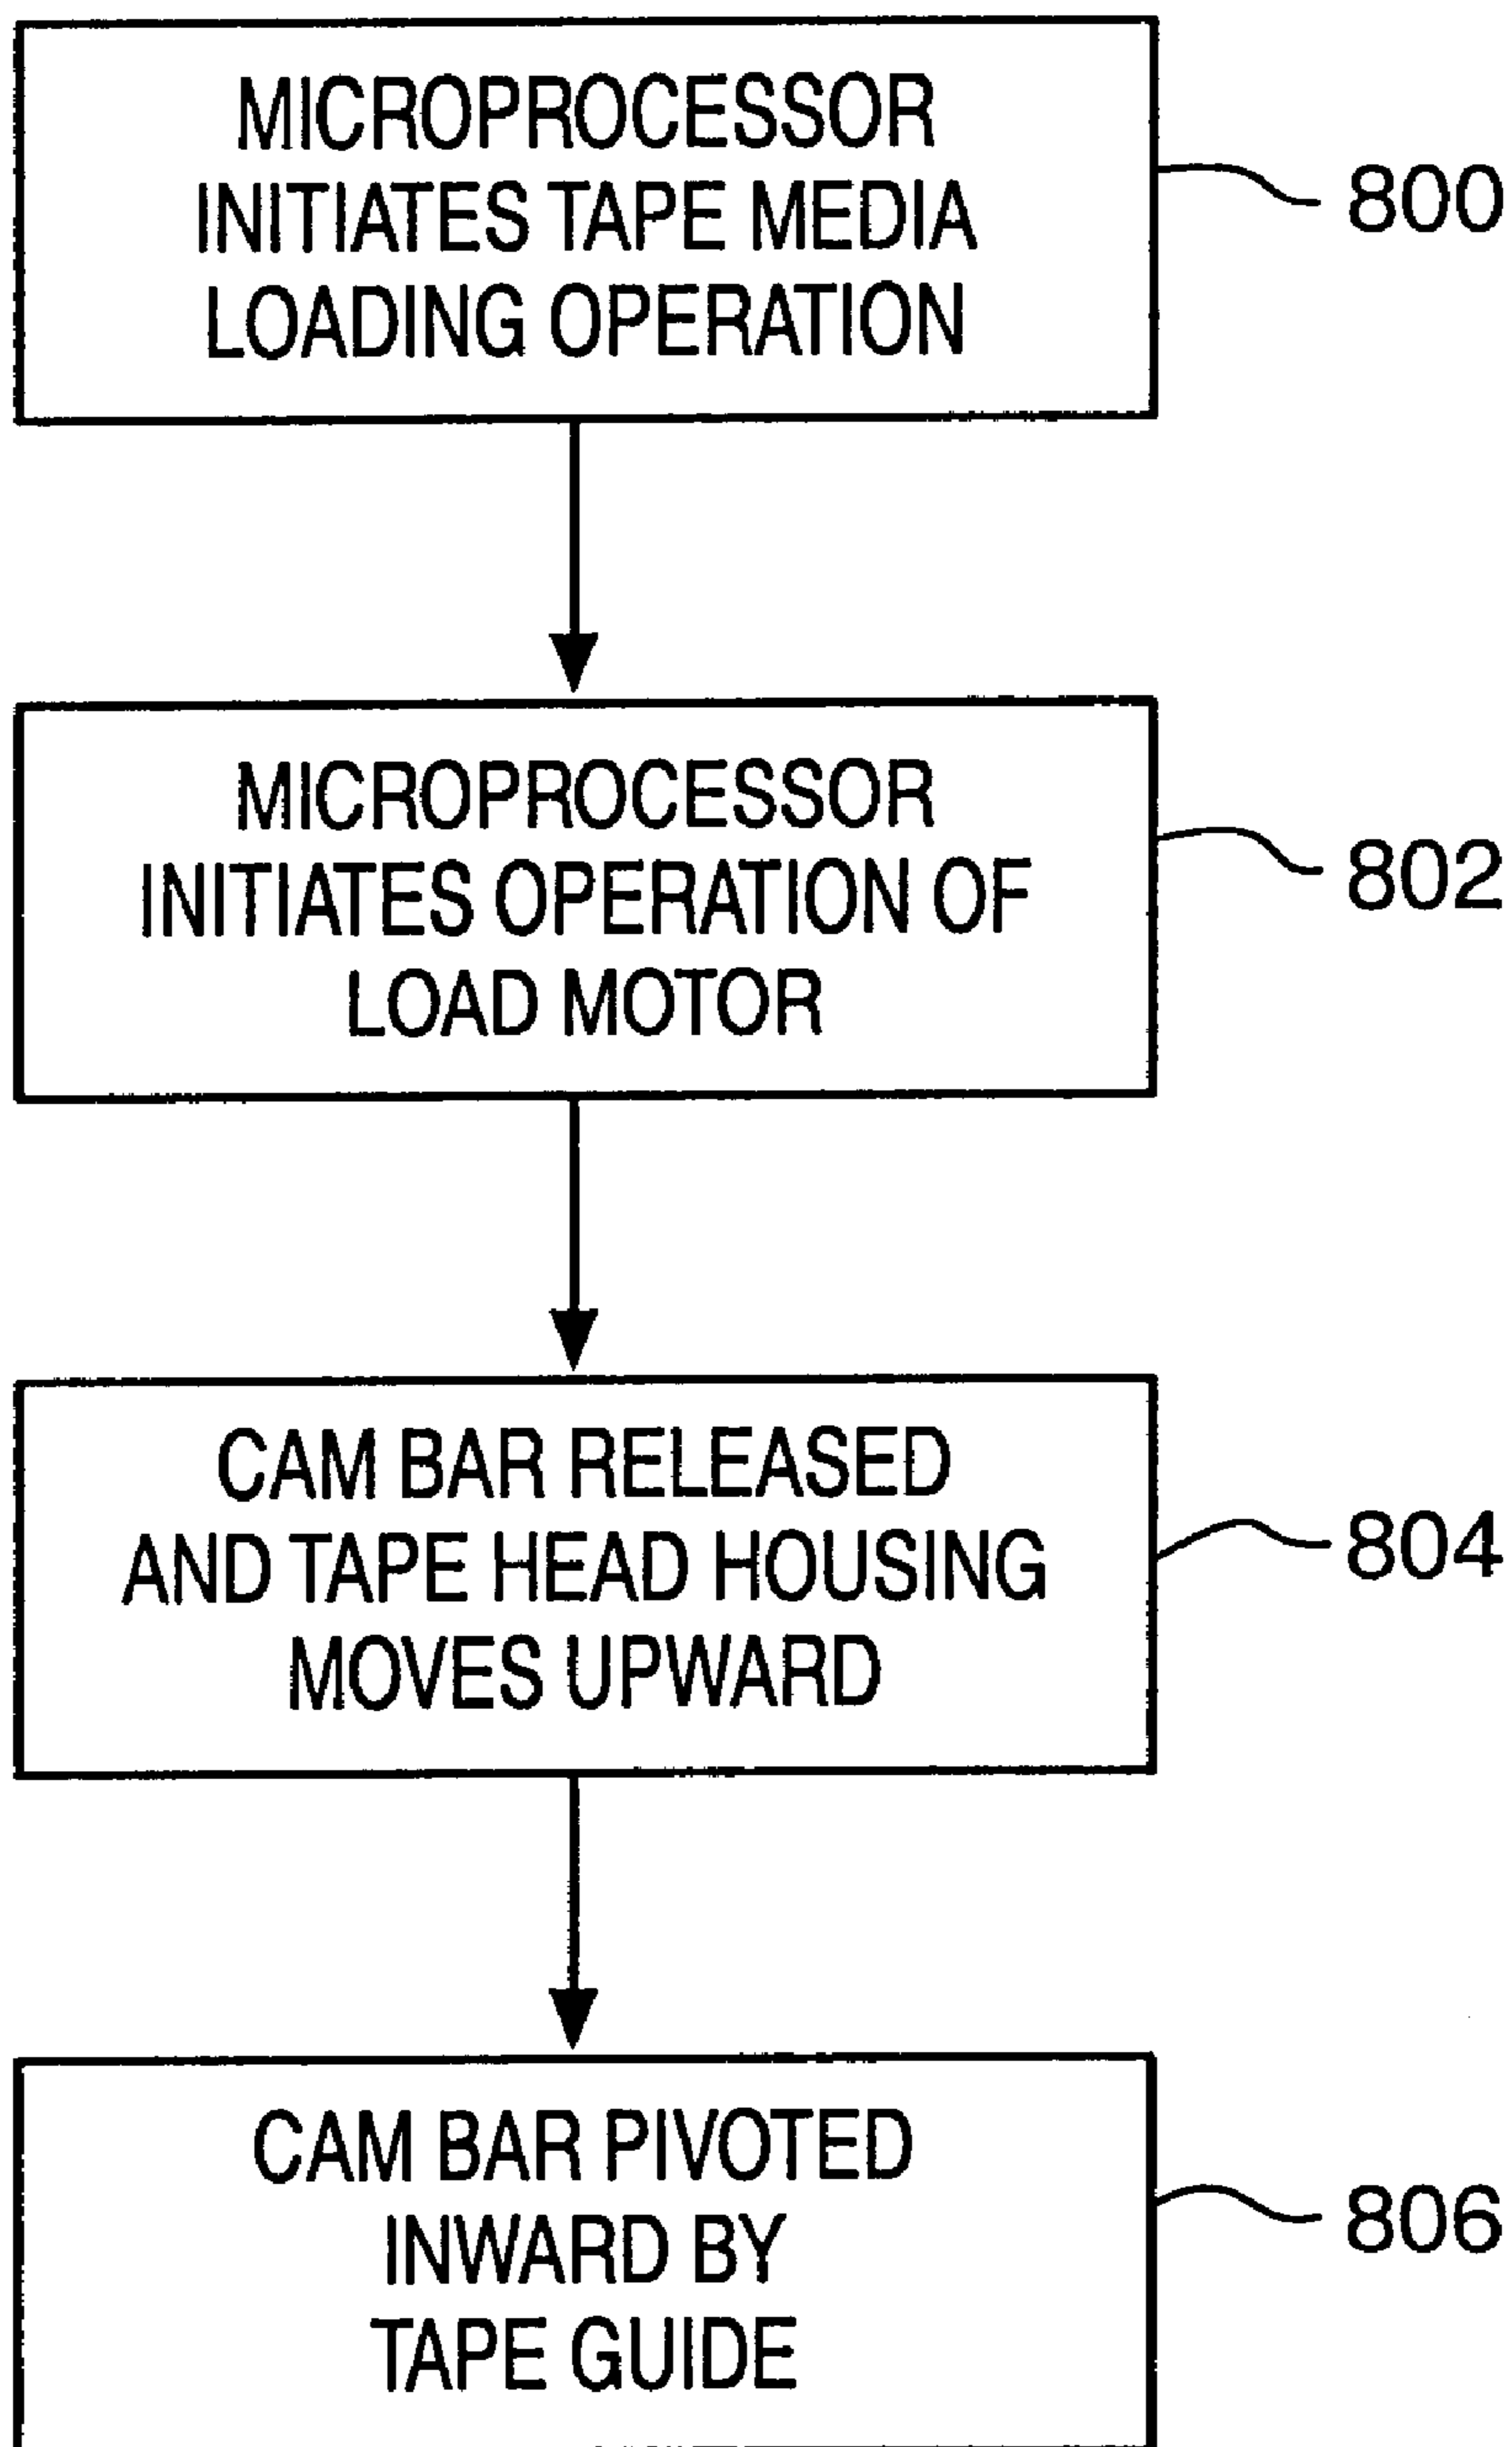 MICROPROCESSOR
INITIATES TAPE MEDIA
LOADING OPERATION
800
MICROPROCESSOR
INITIATES OPERATION OF
LOAD MOTOR
802
CAM BAR RELEASED
AND TAPE HEAD HOUSING
MOVES UPWARD
804
CAM BAR PIVOTED
INWARD BY
TAPE GUIDE
806